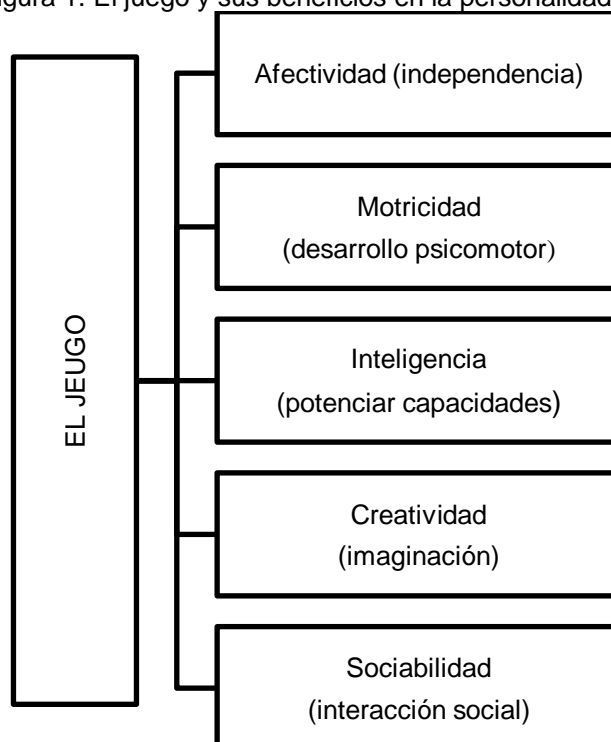 igura 1. El juego y sus beneficios en la personalidad
Afectividad (independencia)
Motricidad
(desarrollo psicomotor)
EL JEUGO
Inteligencia
(potenciar capacidades)
Creatividad
(imaginación)
Sociabilidad
(interacción social)